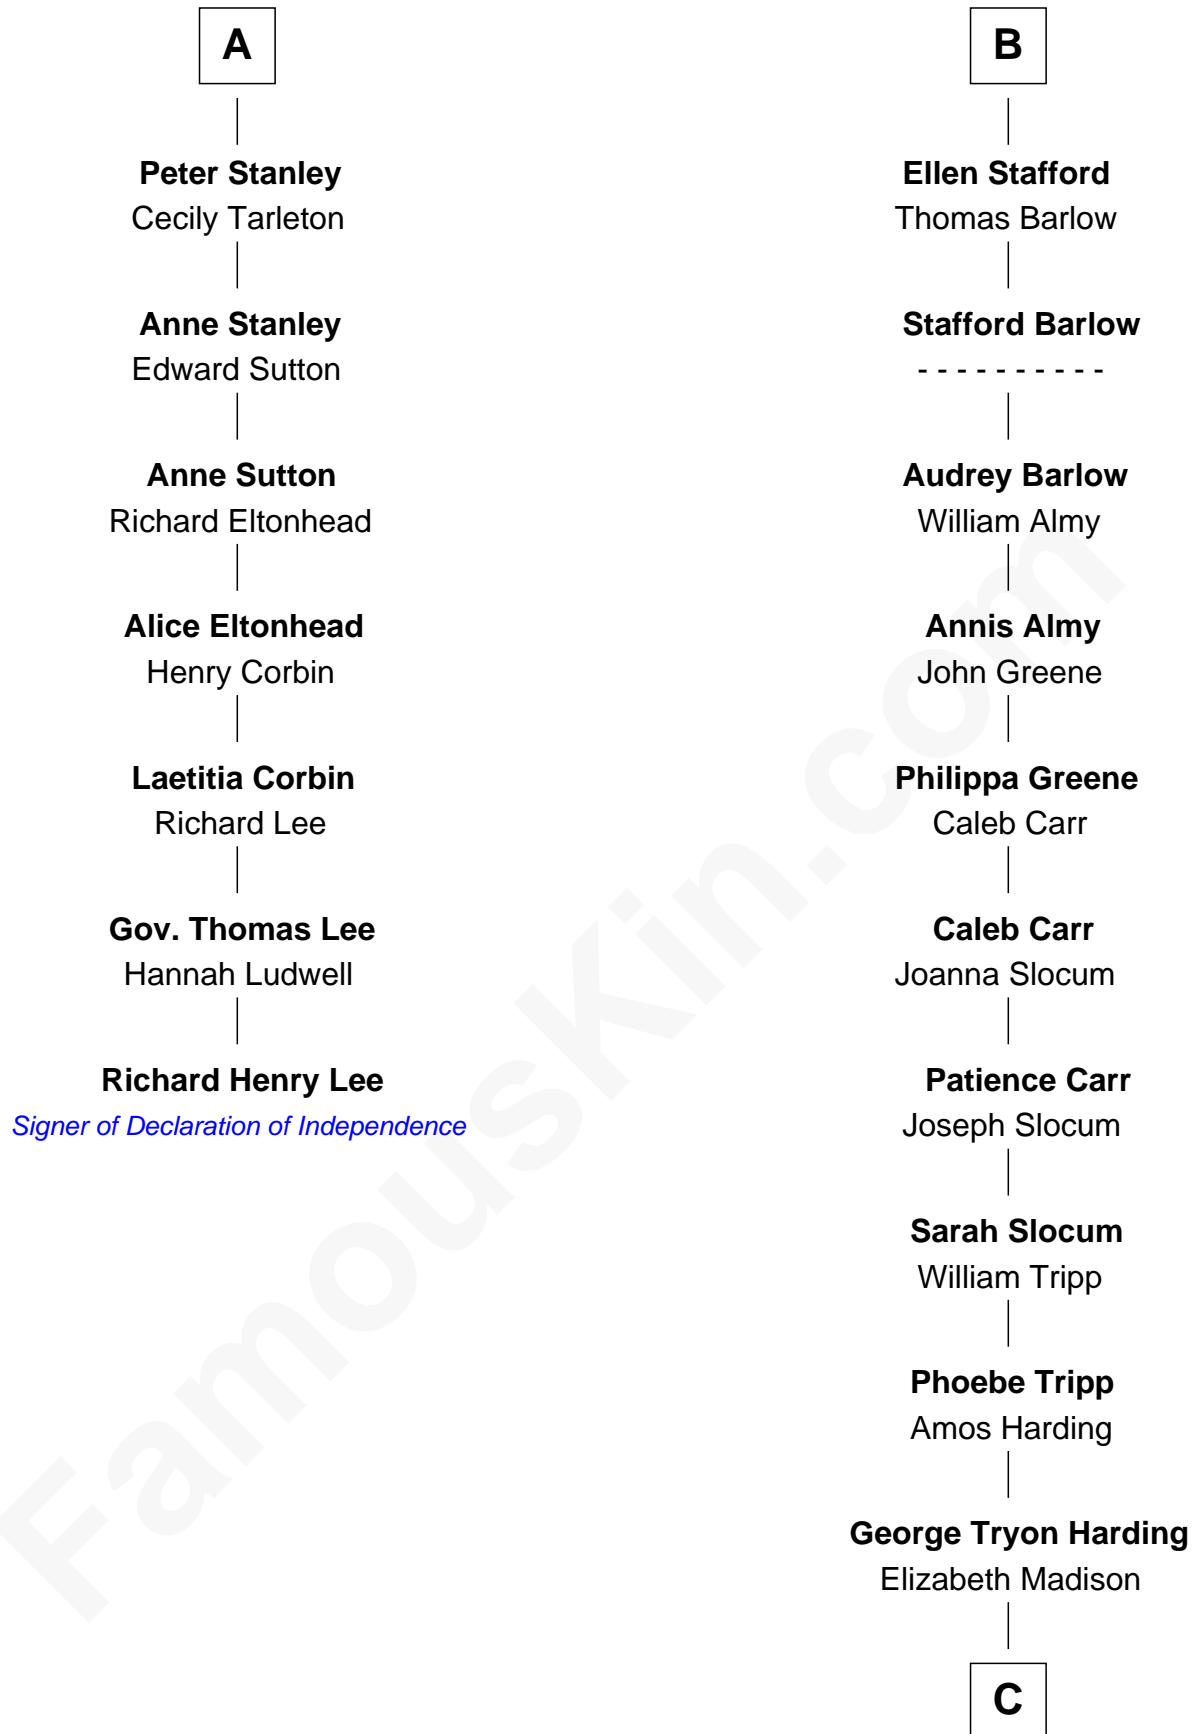 A
Peter Stanley
Cecily Tarleton
Anne Stanley
Edward Sutton
Anne Sutton
Richard Eltonhead
Alice Eltonhead
Henry Corbin
Laetitia Corbin
Richard Lee
Gov. Thomas Lee
Hannah Ludwell
Richard Henry Lee
Signer of Declaration of Independence
B
Ellen Stafford
Thomas Barlow
Stafford Barlow
- - - - - - - - - -
Audrey Barlow
William Almy
Annis Almy
John Greene
Philippa Greene
Caleb Carr
Caleb Carr
Joanna Slocum
Patience Carr
Joseph Slocum
Sarah Slocum
William Tripp
Phoebe Tripp
Amos Harding
George Tryon Harding
Elizabeth Madison
C
FamousKin.com